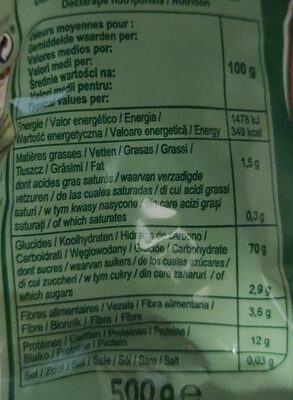 Valeurs moyennes pour :
Gemiddelde waarden per:
Valores medios por:
Valori medi per:
Średnie wartości na:
Valori medii pentru:
Typical values per:
100 g
Energie / Valor energético / Energia /
Wartość energetyczna / Valoare energetică / Energy
1478 kJ
349 kcal
Matières grasses / Vetten / Grasas / Grassi /
Tłuszcz / Grăsimi / Fat
1,5 g
dont acides gras saturés / waarvan verzadigde
vetzuren / de las cuales saturadas / di cui acidi grassi
saturi / w tym kwasy nasycone / din care acizi grași
saturați / of which saturates
0,3 g
Glucides / Koolhydraten / Hidratos de carbono /
Carboidrati / Węglowodany / Glucide / Carbohydrate
70 g
dont sucres / waarvan suikers / de los cuales azúcares /
di cui zuccheri / w tym cukry / din care zaharuri / of
which sugars
2,9 g
Fibres alimentaires / Vezels / Fibra alimentaria /
Fibre / Błonnik / Fibre / Fibre
3,6 g
Protéines / Eiwitten / Proteínas / Proteine /
Białko / Proteine / Protein
12 g
Sel / Zout / Sal / Sale / Sól / Sare / Salt
0,03 g
500 g e